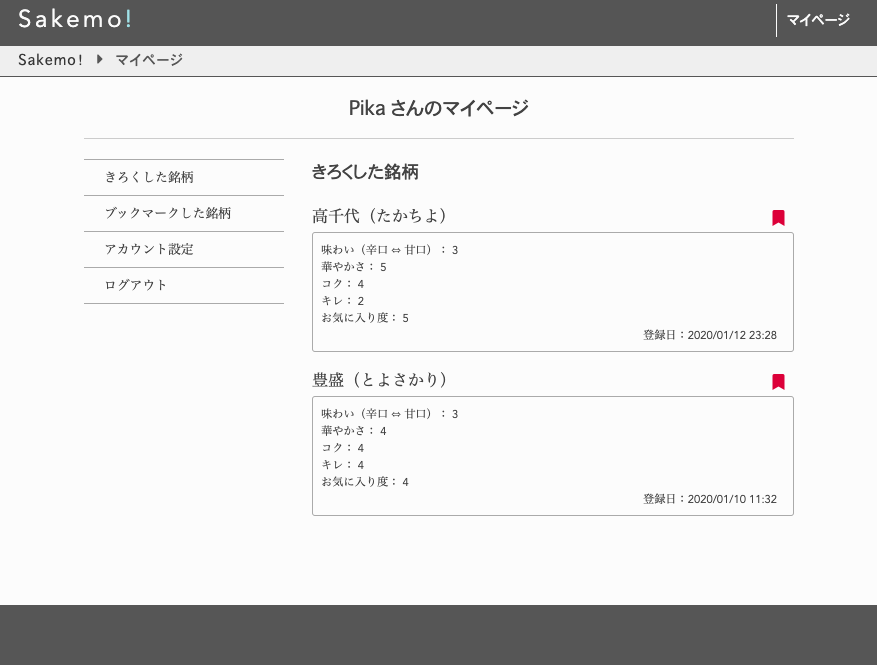 Sakemo!
マイページ
Sakemo! マイページ
Pika さんのマイページ
きろくした銘柄
ブックマークした銘柄
アカウント設定
ログアウト
きろくした銘柄
高千代（たかちよ）
味わい（辛口 ⇔ 甘口）： 3
華やかさ： 5
コク： 4
キレ： 2
お気に入り度： 5
登録日：2020/01/12 23:28
豊盛（とよさかり）
味わい（辛口 ⇔ 甘口）： 3
華やかさ： 4
コク： 4
キレ： 4
お気に入り度： 4
登録日：2020/01/10 11:32